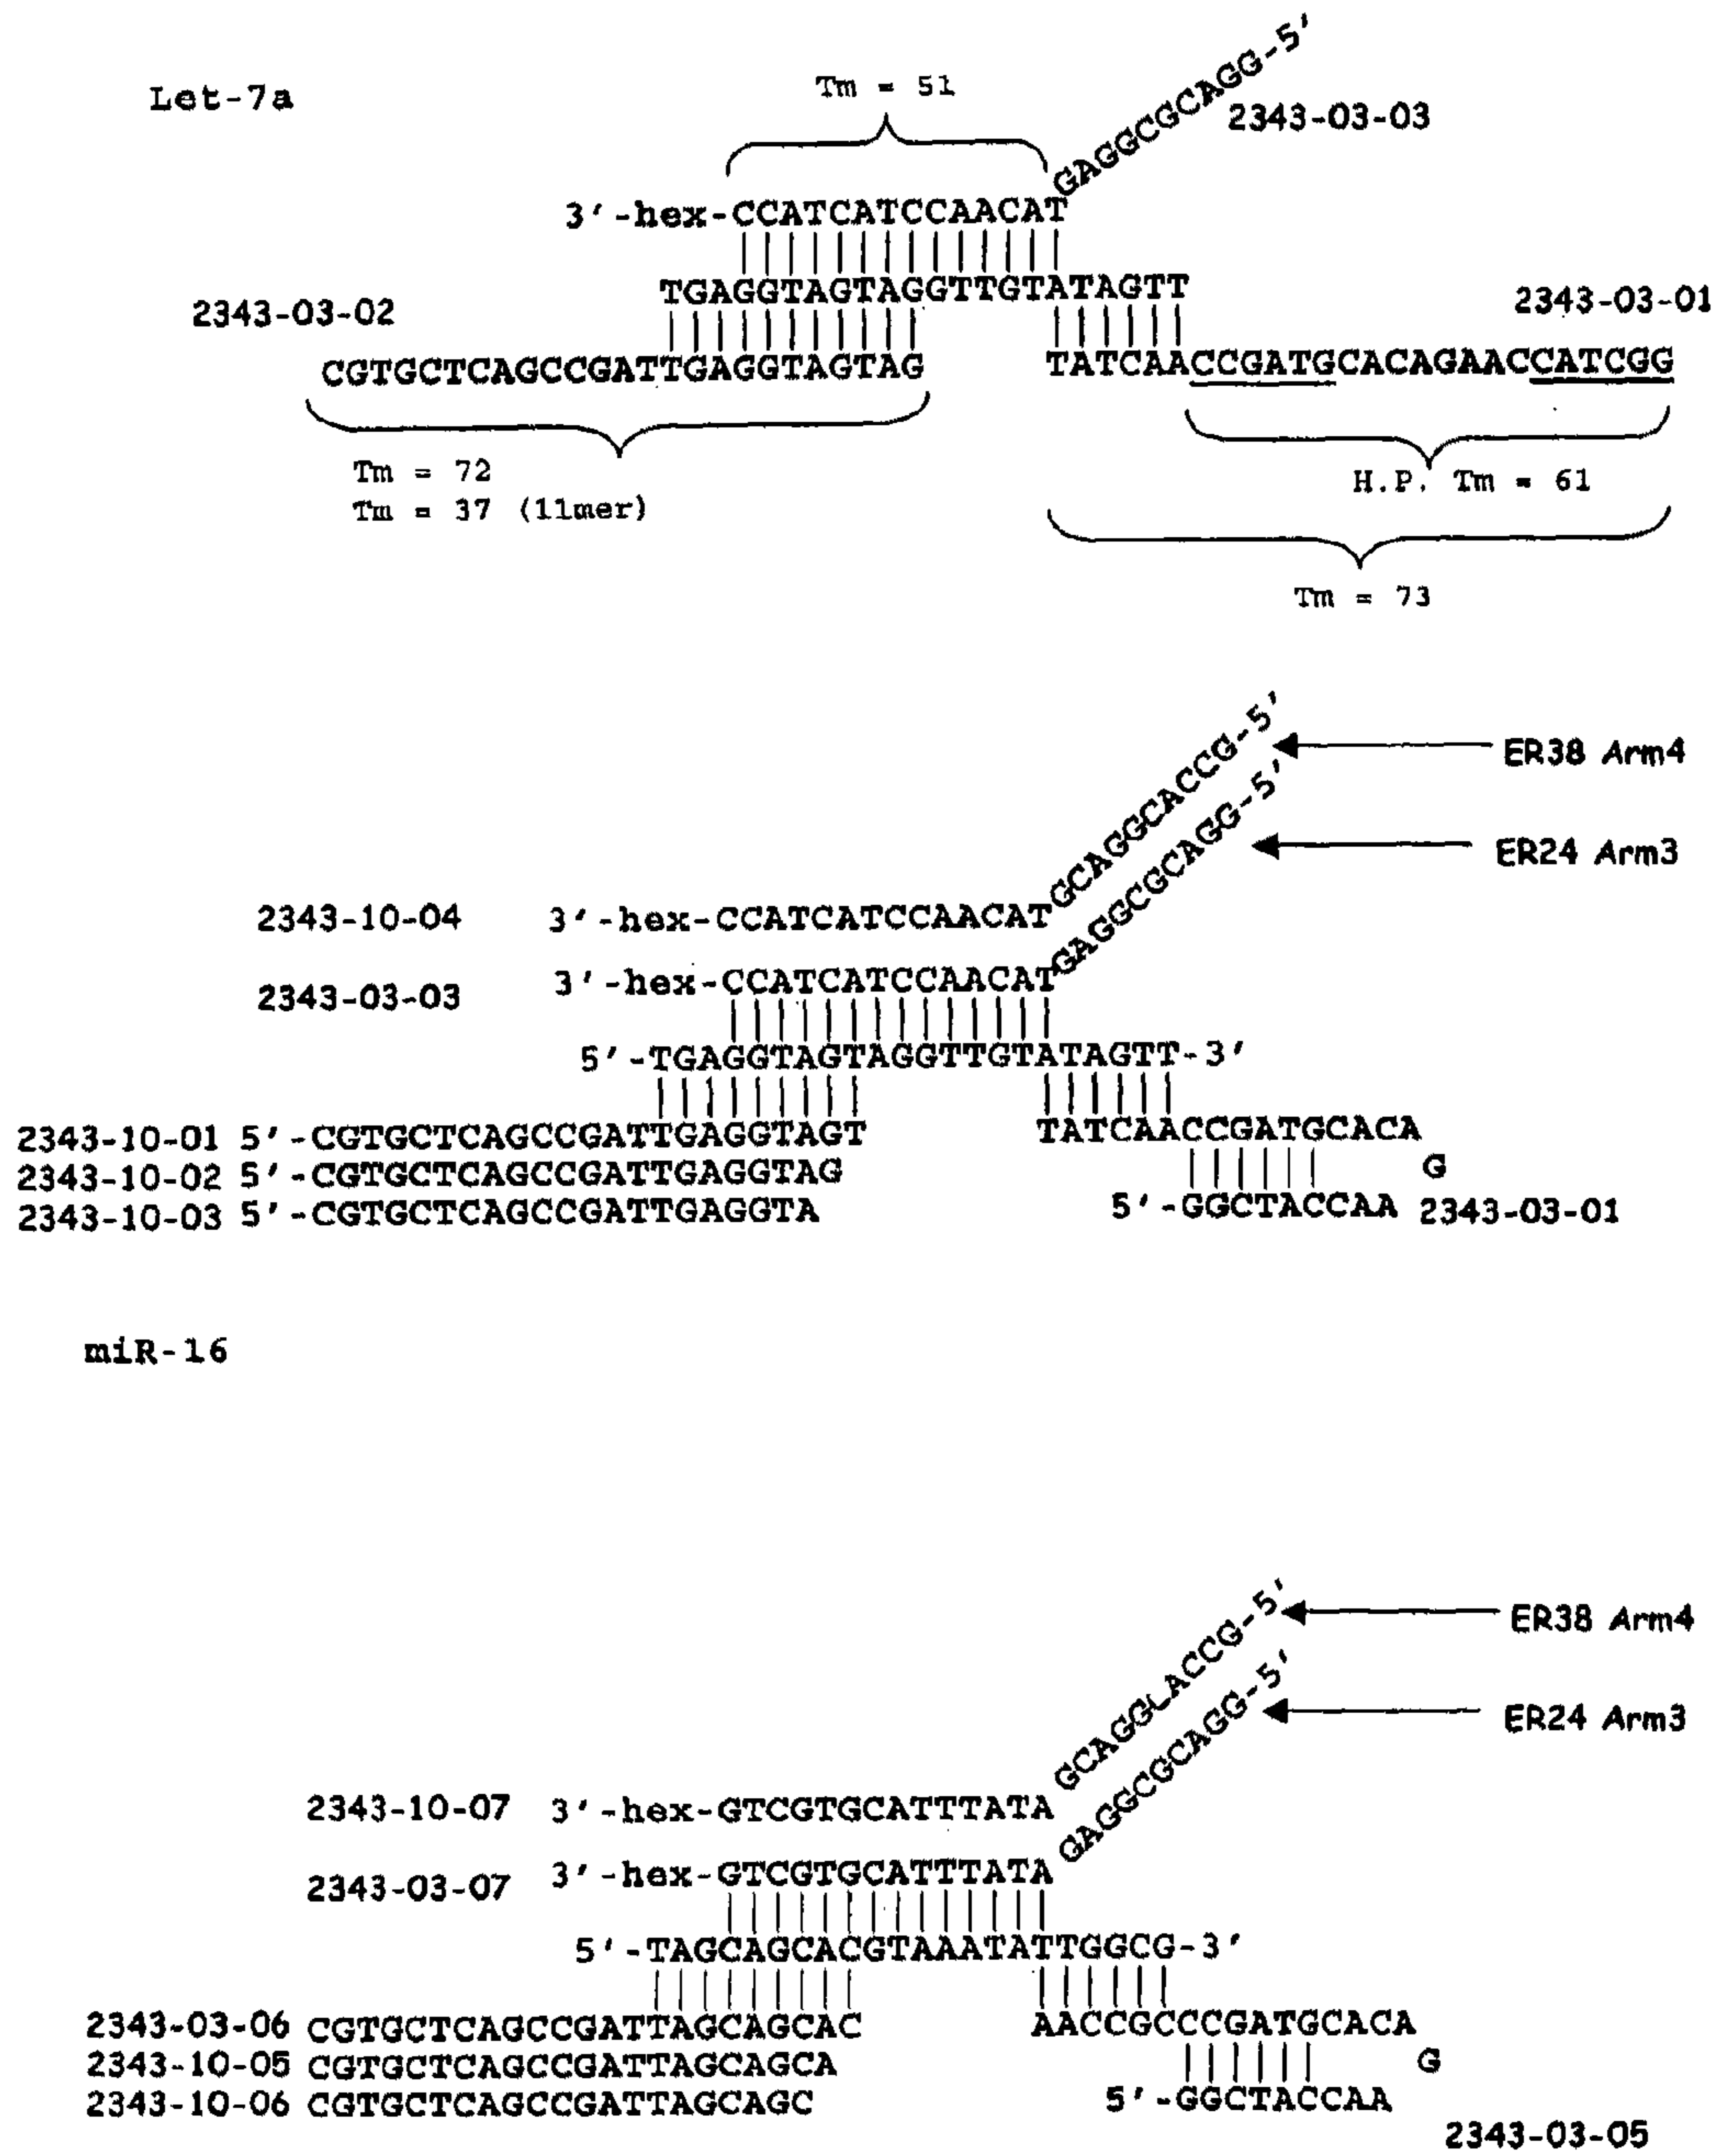 Let-7a
Tm = 51
GAGGCGCAGG-5'
2343-03-03
3'-hex-CCATCATCCAACAT
TGAGGTAGTAGGTTGTATAGTT
2343-03-02
2343-03-01
CGTGCTCAGCCGATTGAGGTAGTAG
TATCAACCGATGCACAGAACCATCGG
Tm = 72
Tm = 37 (11mer)
H.P. Tm = 61
Tm = 73
GCAGGCACCG-5'
ER38 Arm4
GAGGCGCAGG-5'
ER24 Arm3
2343-10-04 3'-hex-CCATCATCCAACAT
2343-03-03 3'-hex-CCATCATCCAACAT
5'-TGAGGTAGTAGGTTGTATAGTT-3'
2343-10-01 5'-CGTGCTCAGCCGATTGAGGTAGT
TATCAACCGATGCACA
2343-10-02 5'-CGTGCTCAGCCGATTGAGGTAG
G
2343-10-03 5'-CGTGCTCAGCCGATTGAGGTA
5'-GGCTACCAA 2343-03-01
miR-16
GCAGGCACCG-5'
ER38 Arm4
GAGGCGCAGG-5'
ER24 Arm3
2343-10-07 3'-hex-GTCGTGCATTTATA
2343-03-07 3'-hex-GTCGTGCATTTATA
5'-TAGCAGCACGTAAATATTGGCG-3'
2343-03-06 CGTGCTCAGCCGATTAGCAGCAC
AACCGCCCGATGCACA
2343-10-05 CGTGCTCAGCCGATTAGCAGCA
G
2343-10-06 CGTGCTCAGCCGATTAGCAGC
5'-GGCTACCAA
2343-03-05